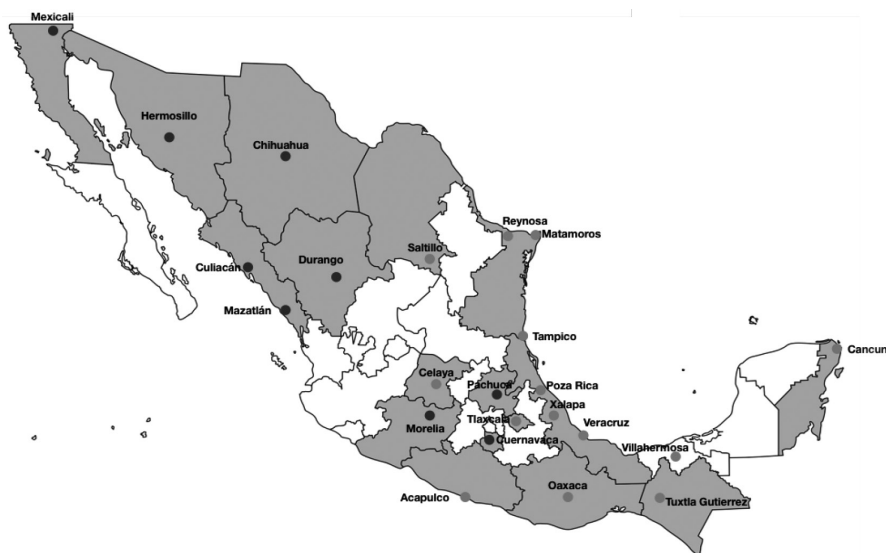 Mexicali
Hermosillo
Chihuahua
Reynosa
Matamoros
Saltillo
Culiacán
Durango
Mazatlán
Tampico
Cancun
Celaya
Pachuca
Poza Rica
Xalapa
Tlaxcala
Morelia
Veracruz
Cuernavaca
Villahermosa
Oaxaca
Acapulco
Tuxtla Gutierrez